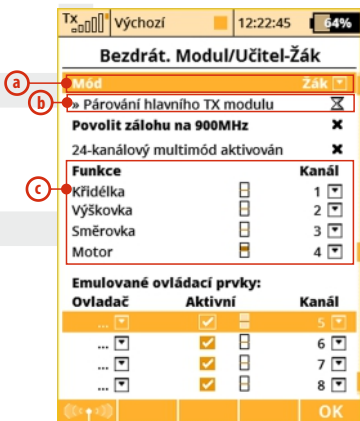 Tx Výchozí 12:22:45 64%
Bezdrát. Modul/Učitel-Žák
a
Mód Žák
b
» Párování hlavního TX modulu
Povolit zálohu na 900MHz
24-kanálový multimód aktivován
Funkce Kanál
c
Křidélka 1
Výškovka 2
Směrovka 3
Motor 4
Emulované ovládací prvky:
Ovladač Aktivní Kanál
... 5
... 6
... 7
... 8
OK